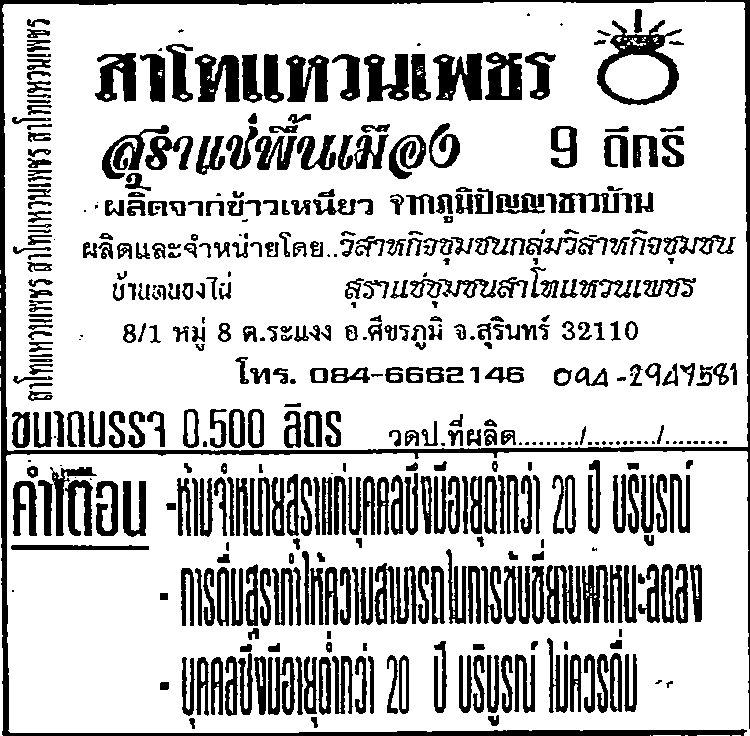 สาโทแหวนเพชร สาโทแหวนเพชร สาโทแหวนเพชร สาโทแหวนเพชร
สาโทแหวนเพชร
สุราแช่พื้นเมือง 9 ดีกรี
ผลิตจากข้าวเหนียว จากภูมิปัญญาชาวบ้าน
ผลิตและจำหน่ายโดย..วิสาหกิจชุมชนกลุ่มวิสาหกิจชุมชน
บ้านหนองไผ่ สุราแช่ชุมชนสาโทแหวนเพชร
8/1 หมู่ 8 ต.ระแงง อ.ศีขรภูมิ จ.สุรินทร์ 32110
โทร. 084-6662146 094-2947581
ขนาดบรรจุ 0.500 ลิตร วดป.ที่ผลิต........./........../.........
คำเตือน -ห้ามจำหน่ายสุราแก่บุคคลซึ่งมีอายุต่ำกว่า 20 ปี บริบูรณ์
- การดื่มสุราทำให้ความสามารถในการขับขี่ยานพาหนะลดลง
- บุคคลซึ่งมีอายุต่ำกว่า 20 ปี บริบูรณ์ ไม่ควรดื่ม